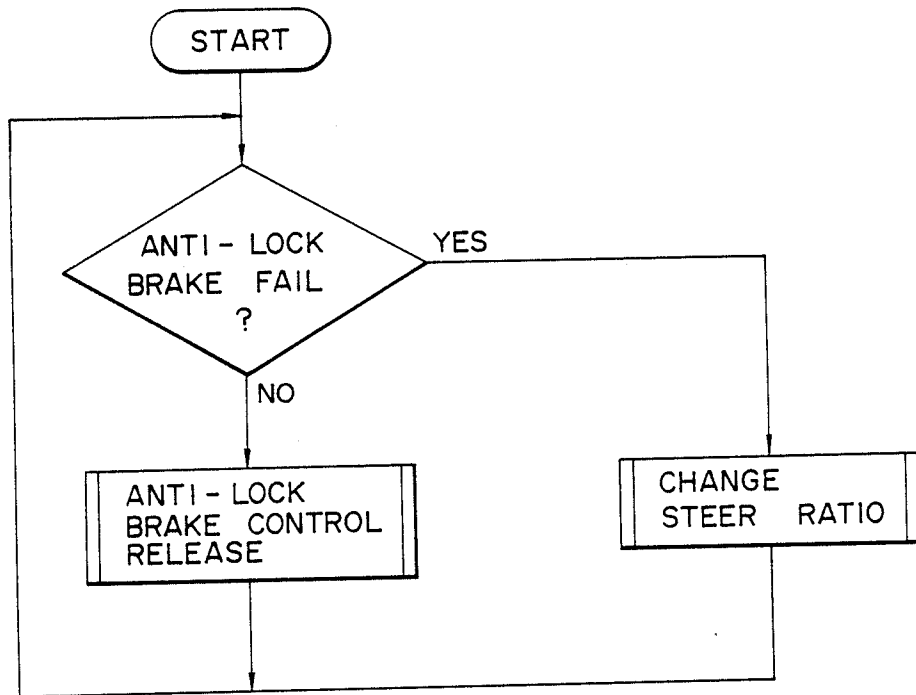 START
ANTI-LOCK
BRAKE FAIL
?
YES
NO
ANTI-LOCK
BRAKE CONTROL
RELEASE
CHANGE
STEER RATIO